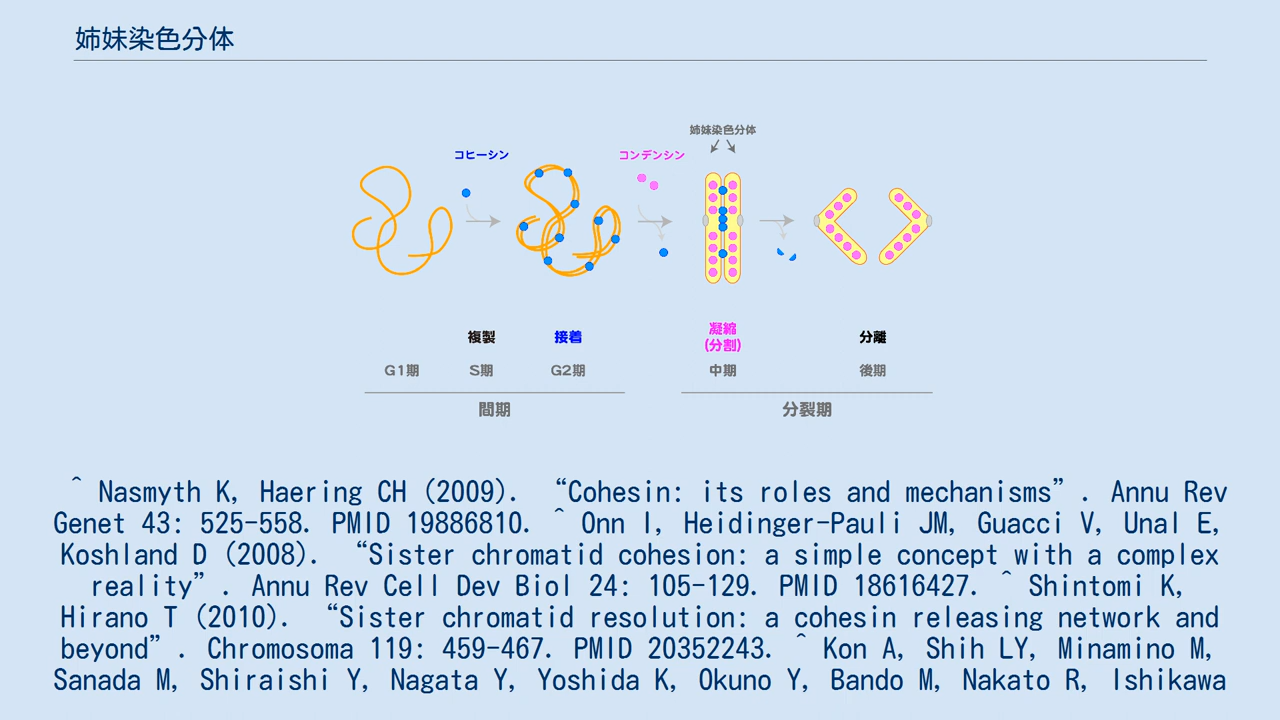 姉妹染色分体
姉妹染色分体
コヒーシン
コンデンシン
複製
接着
凝縮
(分割)
分離
G1期
S期
G2期
中期
後期
間期
分裂期
^ Nasmyth K, Haering CH (2009). “Cohesin: its roles and mechanisms”. Annu Rev
Genet 43: 525-558. PMID 19886810. ^ Onn I, Heidinger-Pauli JM, Guacci V, Unal E,
Koshland D (2008). “Sister chromatid cohesion: a simple concept with a complex
reality”. Annu Rev Cell Dev Biol 24: 105-129. PMID 18616427. ^ Shintomi K,
Hirano T (2010). “Sister chromatid resolution: a cohesin releasing network and
beyond”. Chromosoma 119: 459-467. PMID 20352243. ^ Kon A, Shih LY, Minamino M,
Sanada M, Shiraishi Y, Nagata Y, Yoshida K, Okuno Y, Bando M, Nakato R, Ishikawa